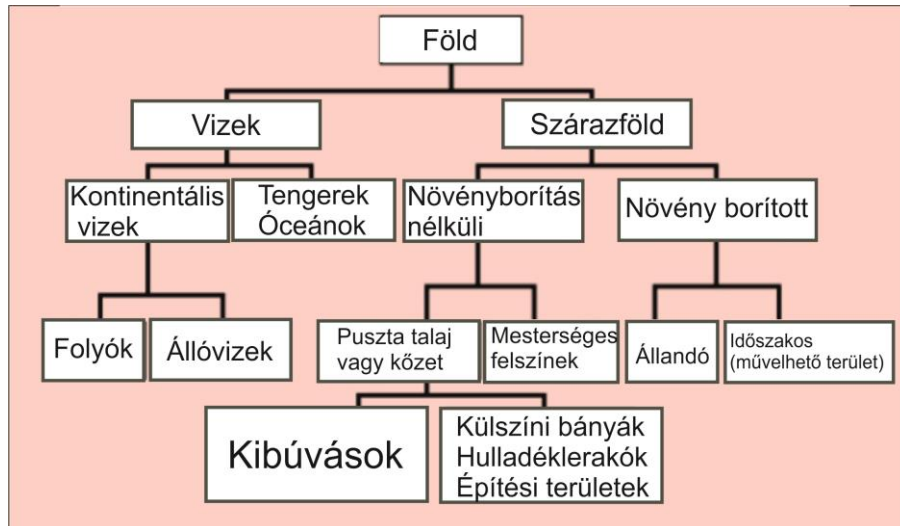 Föld
Vizek
Szárazföld
Kontinentális
vizek
Tengerek
Óceánok
Növényborítás
nélküli
Növény borított
Folyók
Állóvizek
Puszta talaj
vagy kőzet
Mesterséges
felszínek
Állandó
Időszakos
(művelhető terület)
Kibúvások
Külszíni bányák
Hulladéklerakók
Építési területek